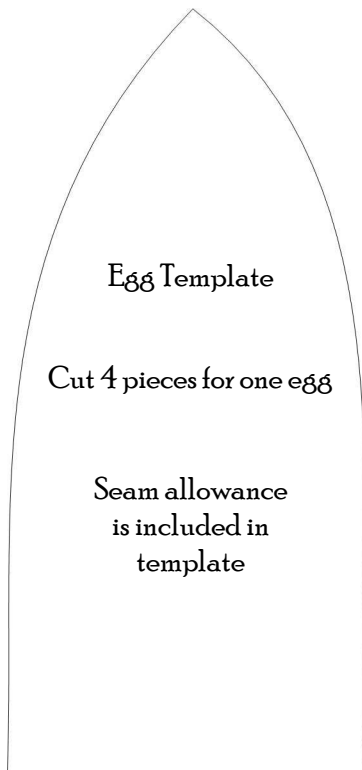 Egg Template
Cut 4 pieces for one egg
Seam allowance
is included in
template